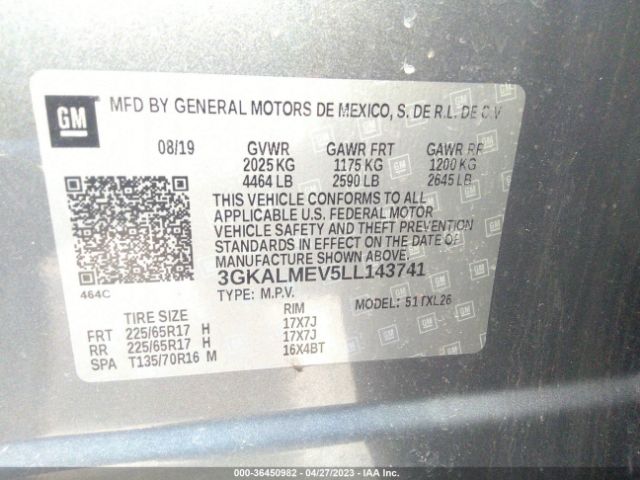 GM
MFD BY GENERAL MOTORS DE MEXICO, S. DE R.L. DE C.V
08/19 GVWR GAWR FRT GAWR RR
2025 KG 1175 KG 1200 KG
4464 LB 2590 LB 2645 LB
THIS VEHICLE CONFORMS TO ALL
APPLICABLE U.S. FEDERAL MOTOR
VEHICLE SAFETY AND THEFT PREVENTION
STANDARDS IN EFFECT ON THE DATE OF
MANUFACTURE SHOWN ABOVE.
3GKALMEV5LL143741
464C
TYPE: M.P.V. MODEL: 51TXL26
TIRE SIZE RIM
FRT 225/65R17 H 17X7J
RR 225/65R17 H 17X7J
SPA T135/70R16 M 16X4BT
000-36450982 - 04/27/2023 - IAA Inc.